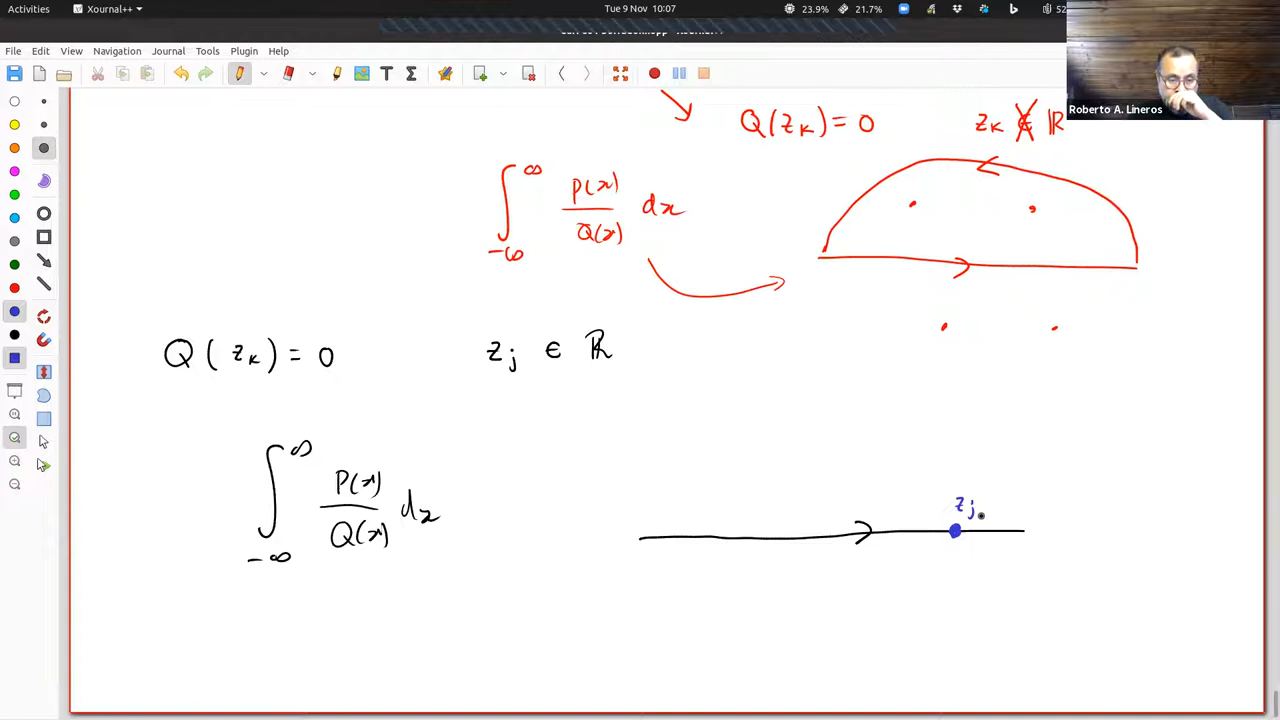 Activities Xournal++ Tue 9 Nov 10:07 23.9% 21.7% 52
File Edit View Navigation Journal Tools Plugin Help
Roberto A. Lineros
Q(z_k) = 0 z_k ∉ ℝ
∫_{-∞}^{∞} P(x)/Q(x) dx
Q(z_k) = 0 z_j ∈ ℝ
∫_{-∞}^{∞} P(x)/Q(x) dx
z_j